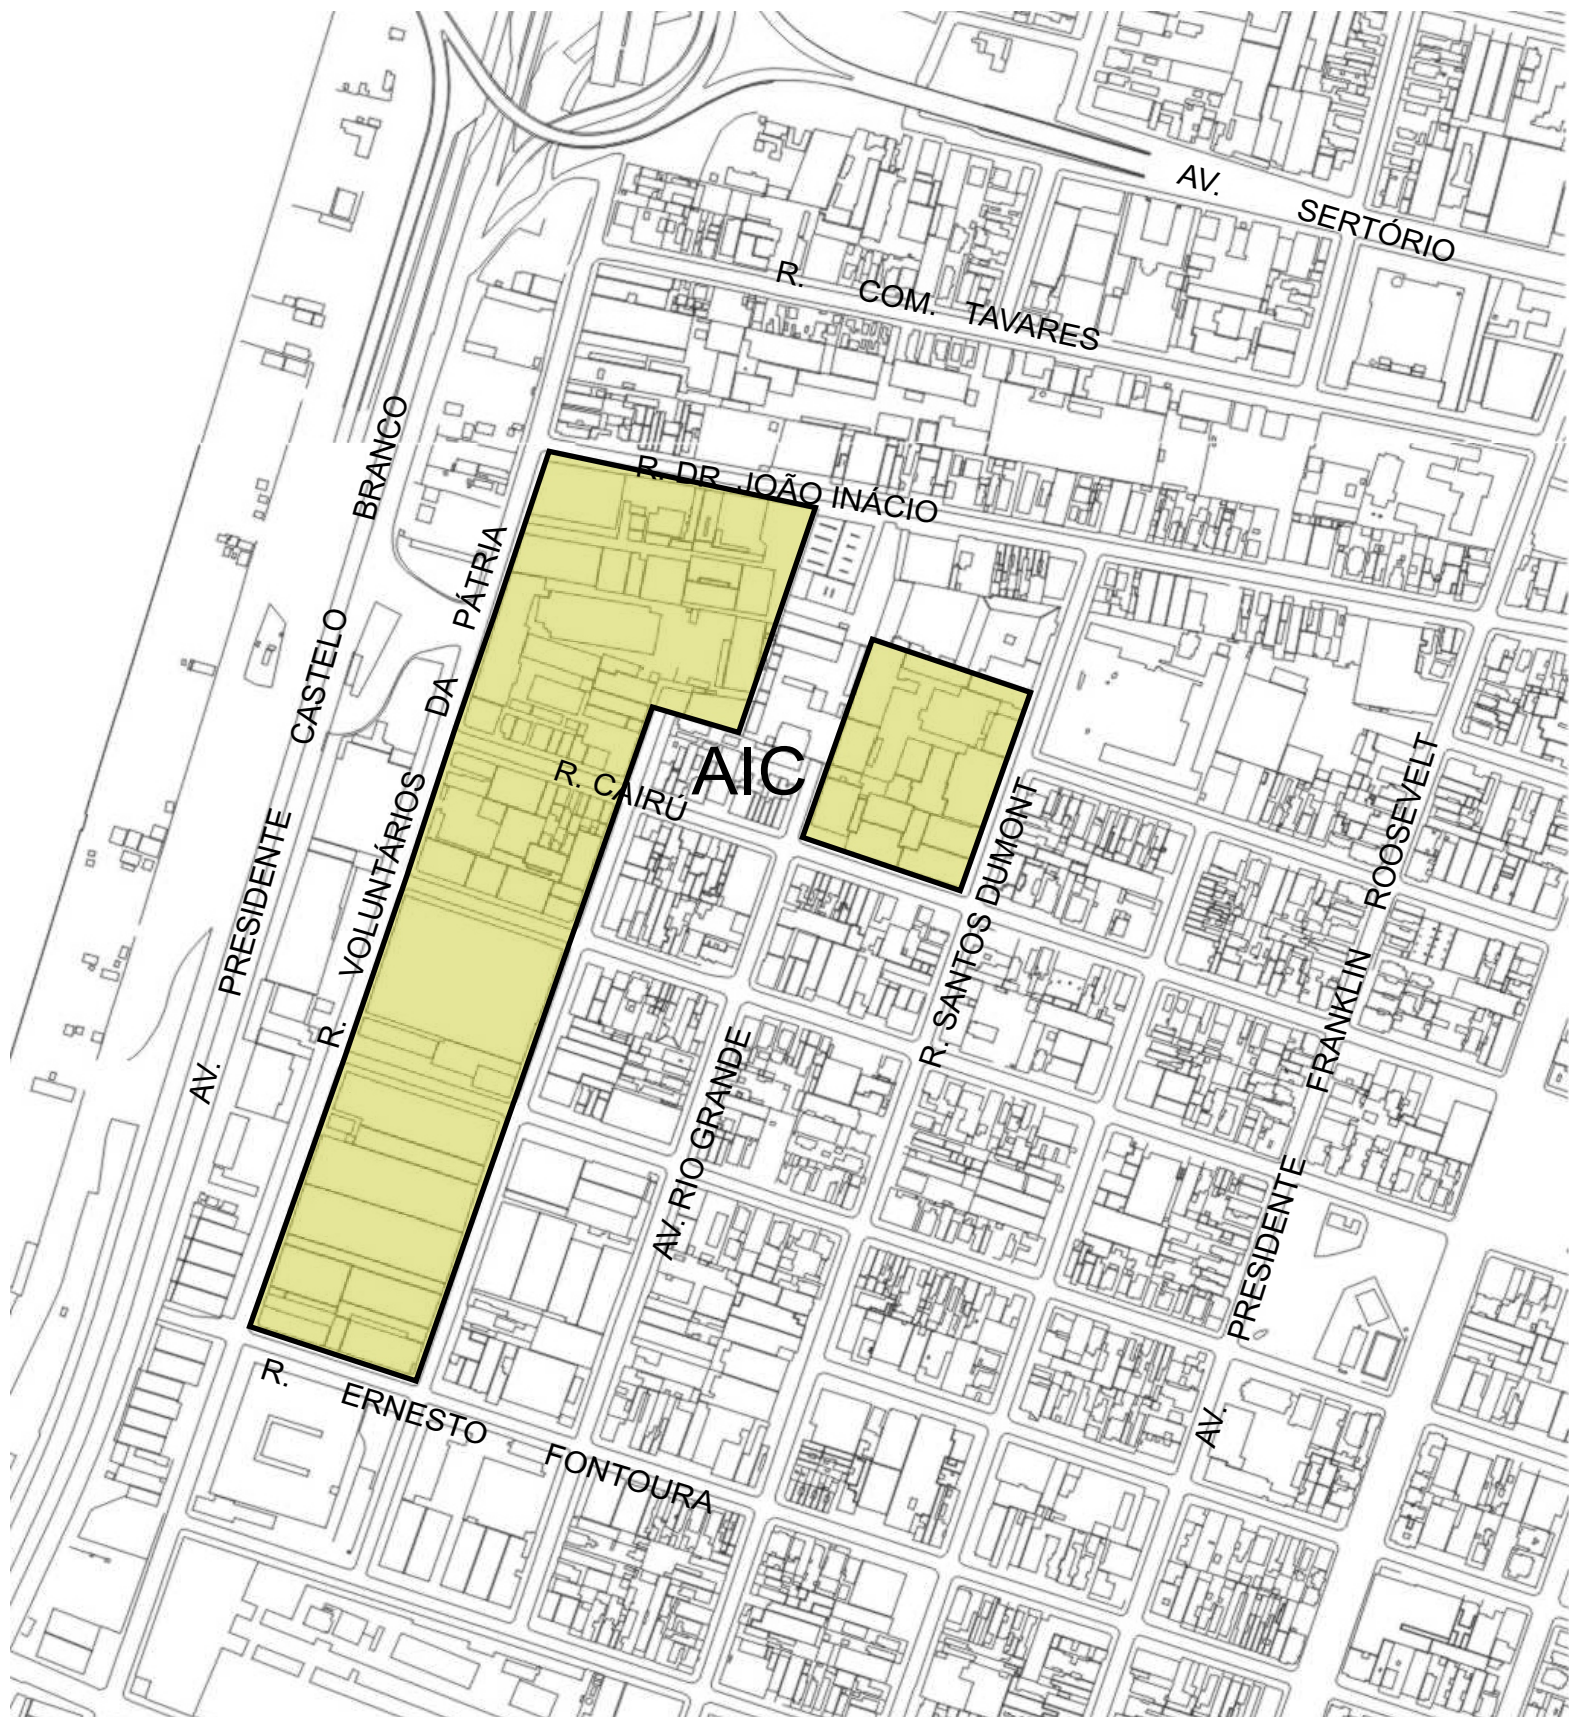 AV. SERTÓRIO
R. COM. TAVARES
R. DR. JOÃO INÁCIO
AV. PRESIDENTE CASTELO BRANCO
R. VOLUNTÁRIOS DA PÁTRIA
R. CAIRÚ
AIC
R. SANTOS DUMONT
AV. PRESIDENTE FRANKLIN ROOSEVELT
AV. RIO GRANDE
R. ERNESTO FONTOURA